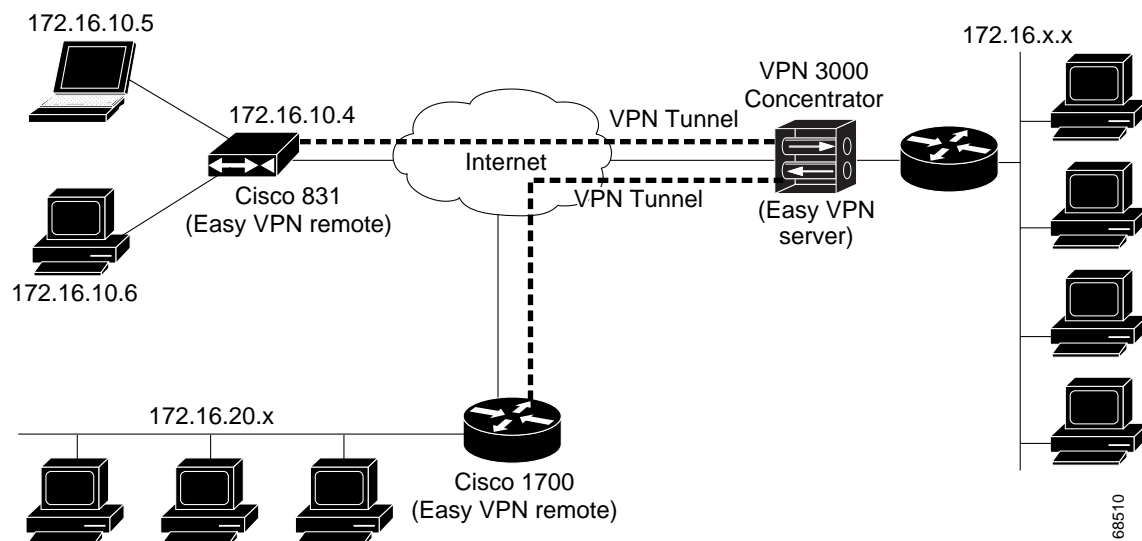 172.16.10.5
172.16.x.x
VPN 3000
Concentrator
172.16.10.4
VPN Tunnel
Internet
Cisco 831
(Easy VPN remote)
VPN Tunnel
(Easy VPN
server)
172.16.10.6
172.16.20.x
Cisco 1700
(Easy VPN remote)
68510